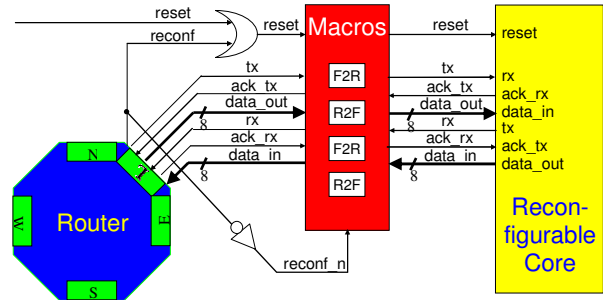 reset
reconf
reset
Macros
reset
reset
tx
F2R
tx
rx
ack_tx
ack_rx
ack_rx
data_out
8
R2F
data_out
8
data_in
rx
rx
tx
ack_rx
F2R
ack_rx
ack_tx
data_in
8
R2F
data_in
8
data_out
N
L
W
Router
E
S
reconf_n
Recon-
figurable
Core